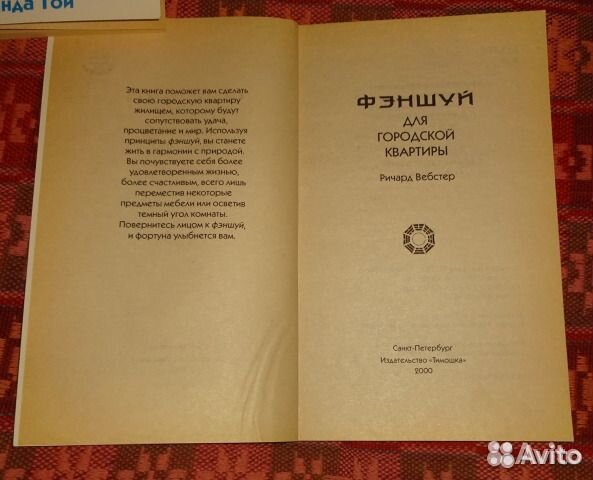 нда Гой
Эта книга поможет вам сделать
свою городскую квартиру
жилищем, которому будут
сопутствовать удача,
процветание и мир. Используя
принципы фэншуй, вы станете
жить в гармонии с природой.
Вы почувствуете себя более
удовлетворенным жизнью,
более счастливым, всего лишь
переместив некоторые
предметы мебели или осветив
темный угол комнаты.
Повернитесь лицом к фэншуй,
и фортуна улыбнется вам.
ФЭНШУЙ
ДЛЯ
ГОРОДСКОЙ
КВАРТИРЫ
Ричард Вебстер
Санкт-Петербург
Издательство «Тимошка»
2000
Avito